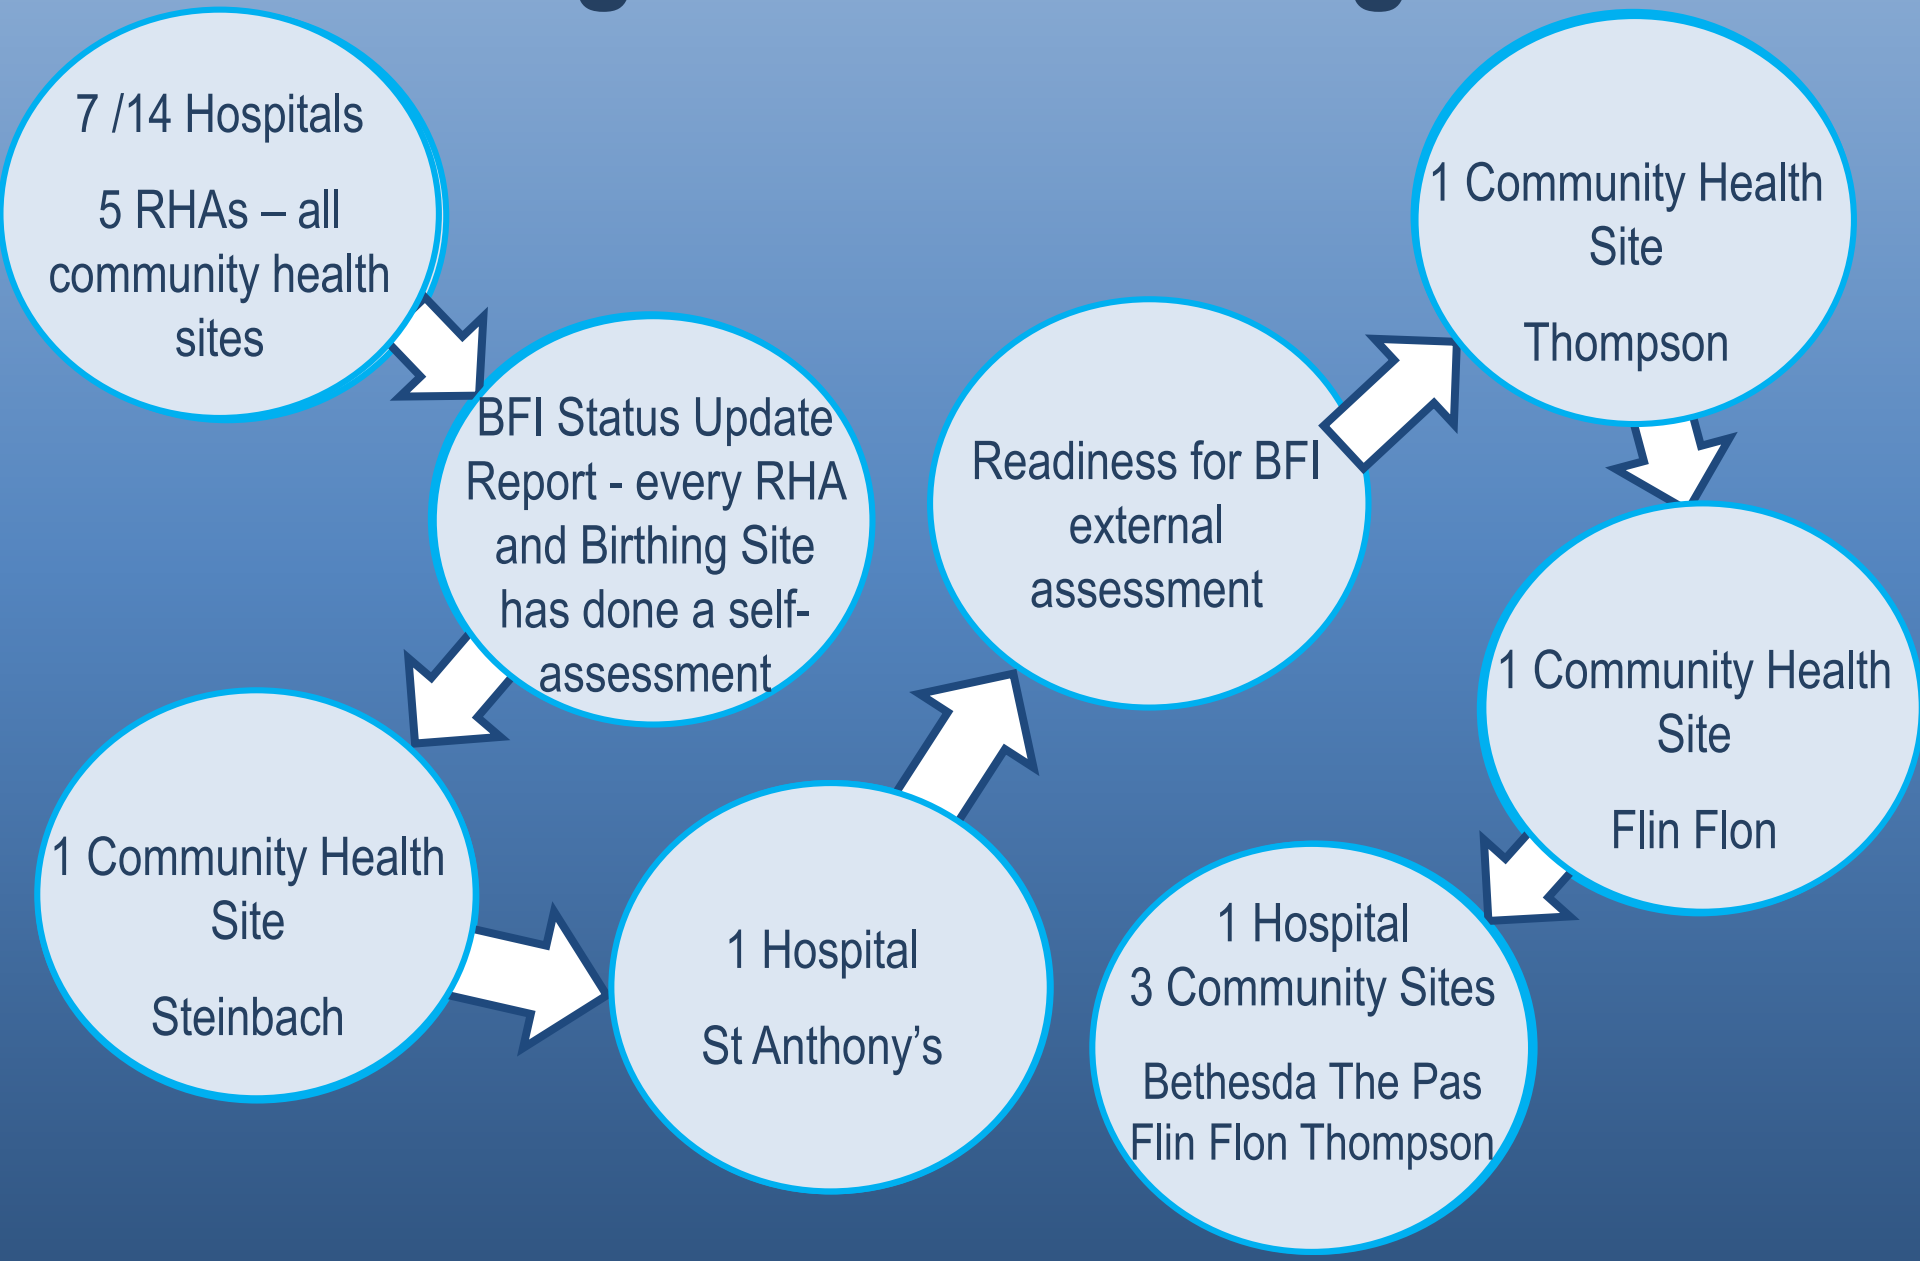 7 /14 Hospitals
5 RHAs – all
community health
sites
BFI Status Update
Report - every RHA
and Birthing Site
has done a self-
assessment
1 Community Health
Site
Steinbach
1 Hospital
St Anthony’s
Readiness for BFI
external
assessment
1 Community Health
Site
Thompson
1 Community Health
Site
Flin Flon
1 Hospital
3 Community Sites
Bethesda The Pas
Flin Flon Thompson